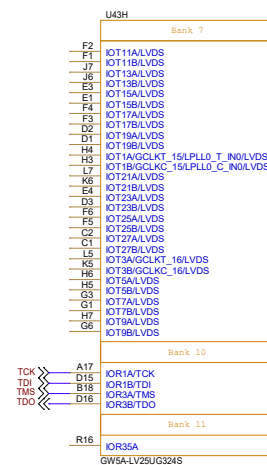 U43H
Bank 7
F2 IOT11A/LVDS
F1 IOT11B/LVDS
J7 IOT13A/LVDS
J6 IOT13B/LVDS
E3 IOT15A/LVDS
E1 IOT15B/LVDS
F4 IOT17A/LVDS
F3 IOT17B/LVDS
D2 IOT19A/LVDS
D1 IOT19B/LVDS
H4 IOT1A/GCLKT_15/LPLL0_T_IN0/LVDS
H3 IOT1B/GCLKC_15/LPLL0_C_IN0/LVDS
L7 IOT21A/LVDS
K6 IOT21B/LVDS
E4 IOT23A/LVDS
D3 IOT23B/LVDS
F6 IOT25A/LVDS
F5 IOT25B/LVDS
C2 IOT27A/LVDS
C1 IOT27B/LVDS
L5 IOT3A/GCLKT_16/LVDS
K5 IOT3B/GCLKC_16/LVDS
H6 IOT5A/LVDS
H5 IOT5B/LVDS
G3 IOT7A/LVDS
G1 IOT7B/LVDS
H7 IOT9A/LVDS
G6 IOT9B/LVDS
Bank 10
TCK A17 IOR1A/TCK
TDI D15 IOR1B/TDI
TMS B18 IOR3A/TMS
TDO D16 IOR3B/TDO
Bank 11
R16 IOR35A
GW5A-LV25UG324S